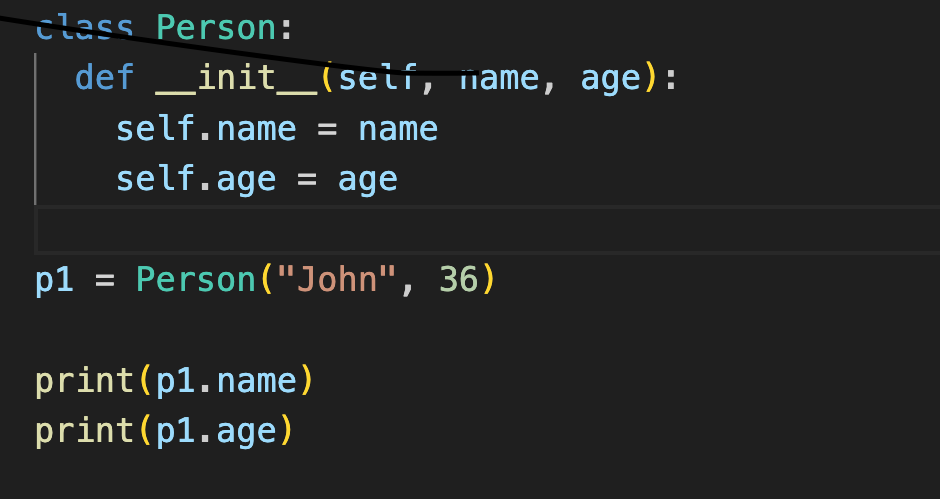 class Person:
  def __init__(self, name, age):
    self.name = name
    self.age = age

p1 = Person("John", 36)

print(p1.name)
print(p1.age)